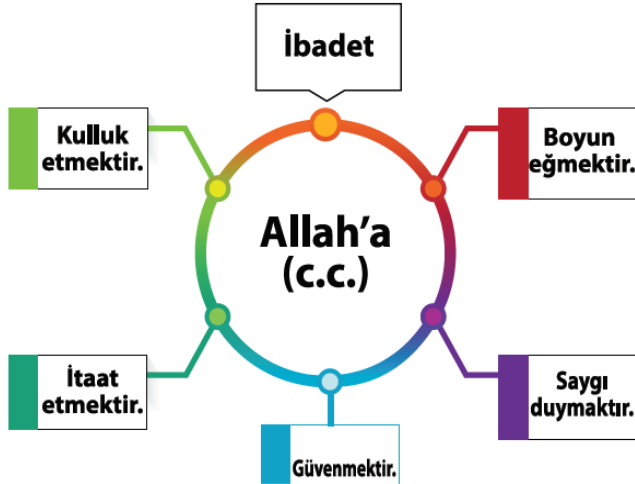 İbadet
Kulluk
etmektir.
Boyun
eğmektir.
Allah'a
(c.c.)
İtaat
etmektir.
Saygı
duymaktır.
Güvenmektir.